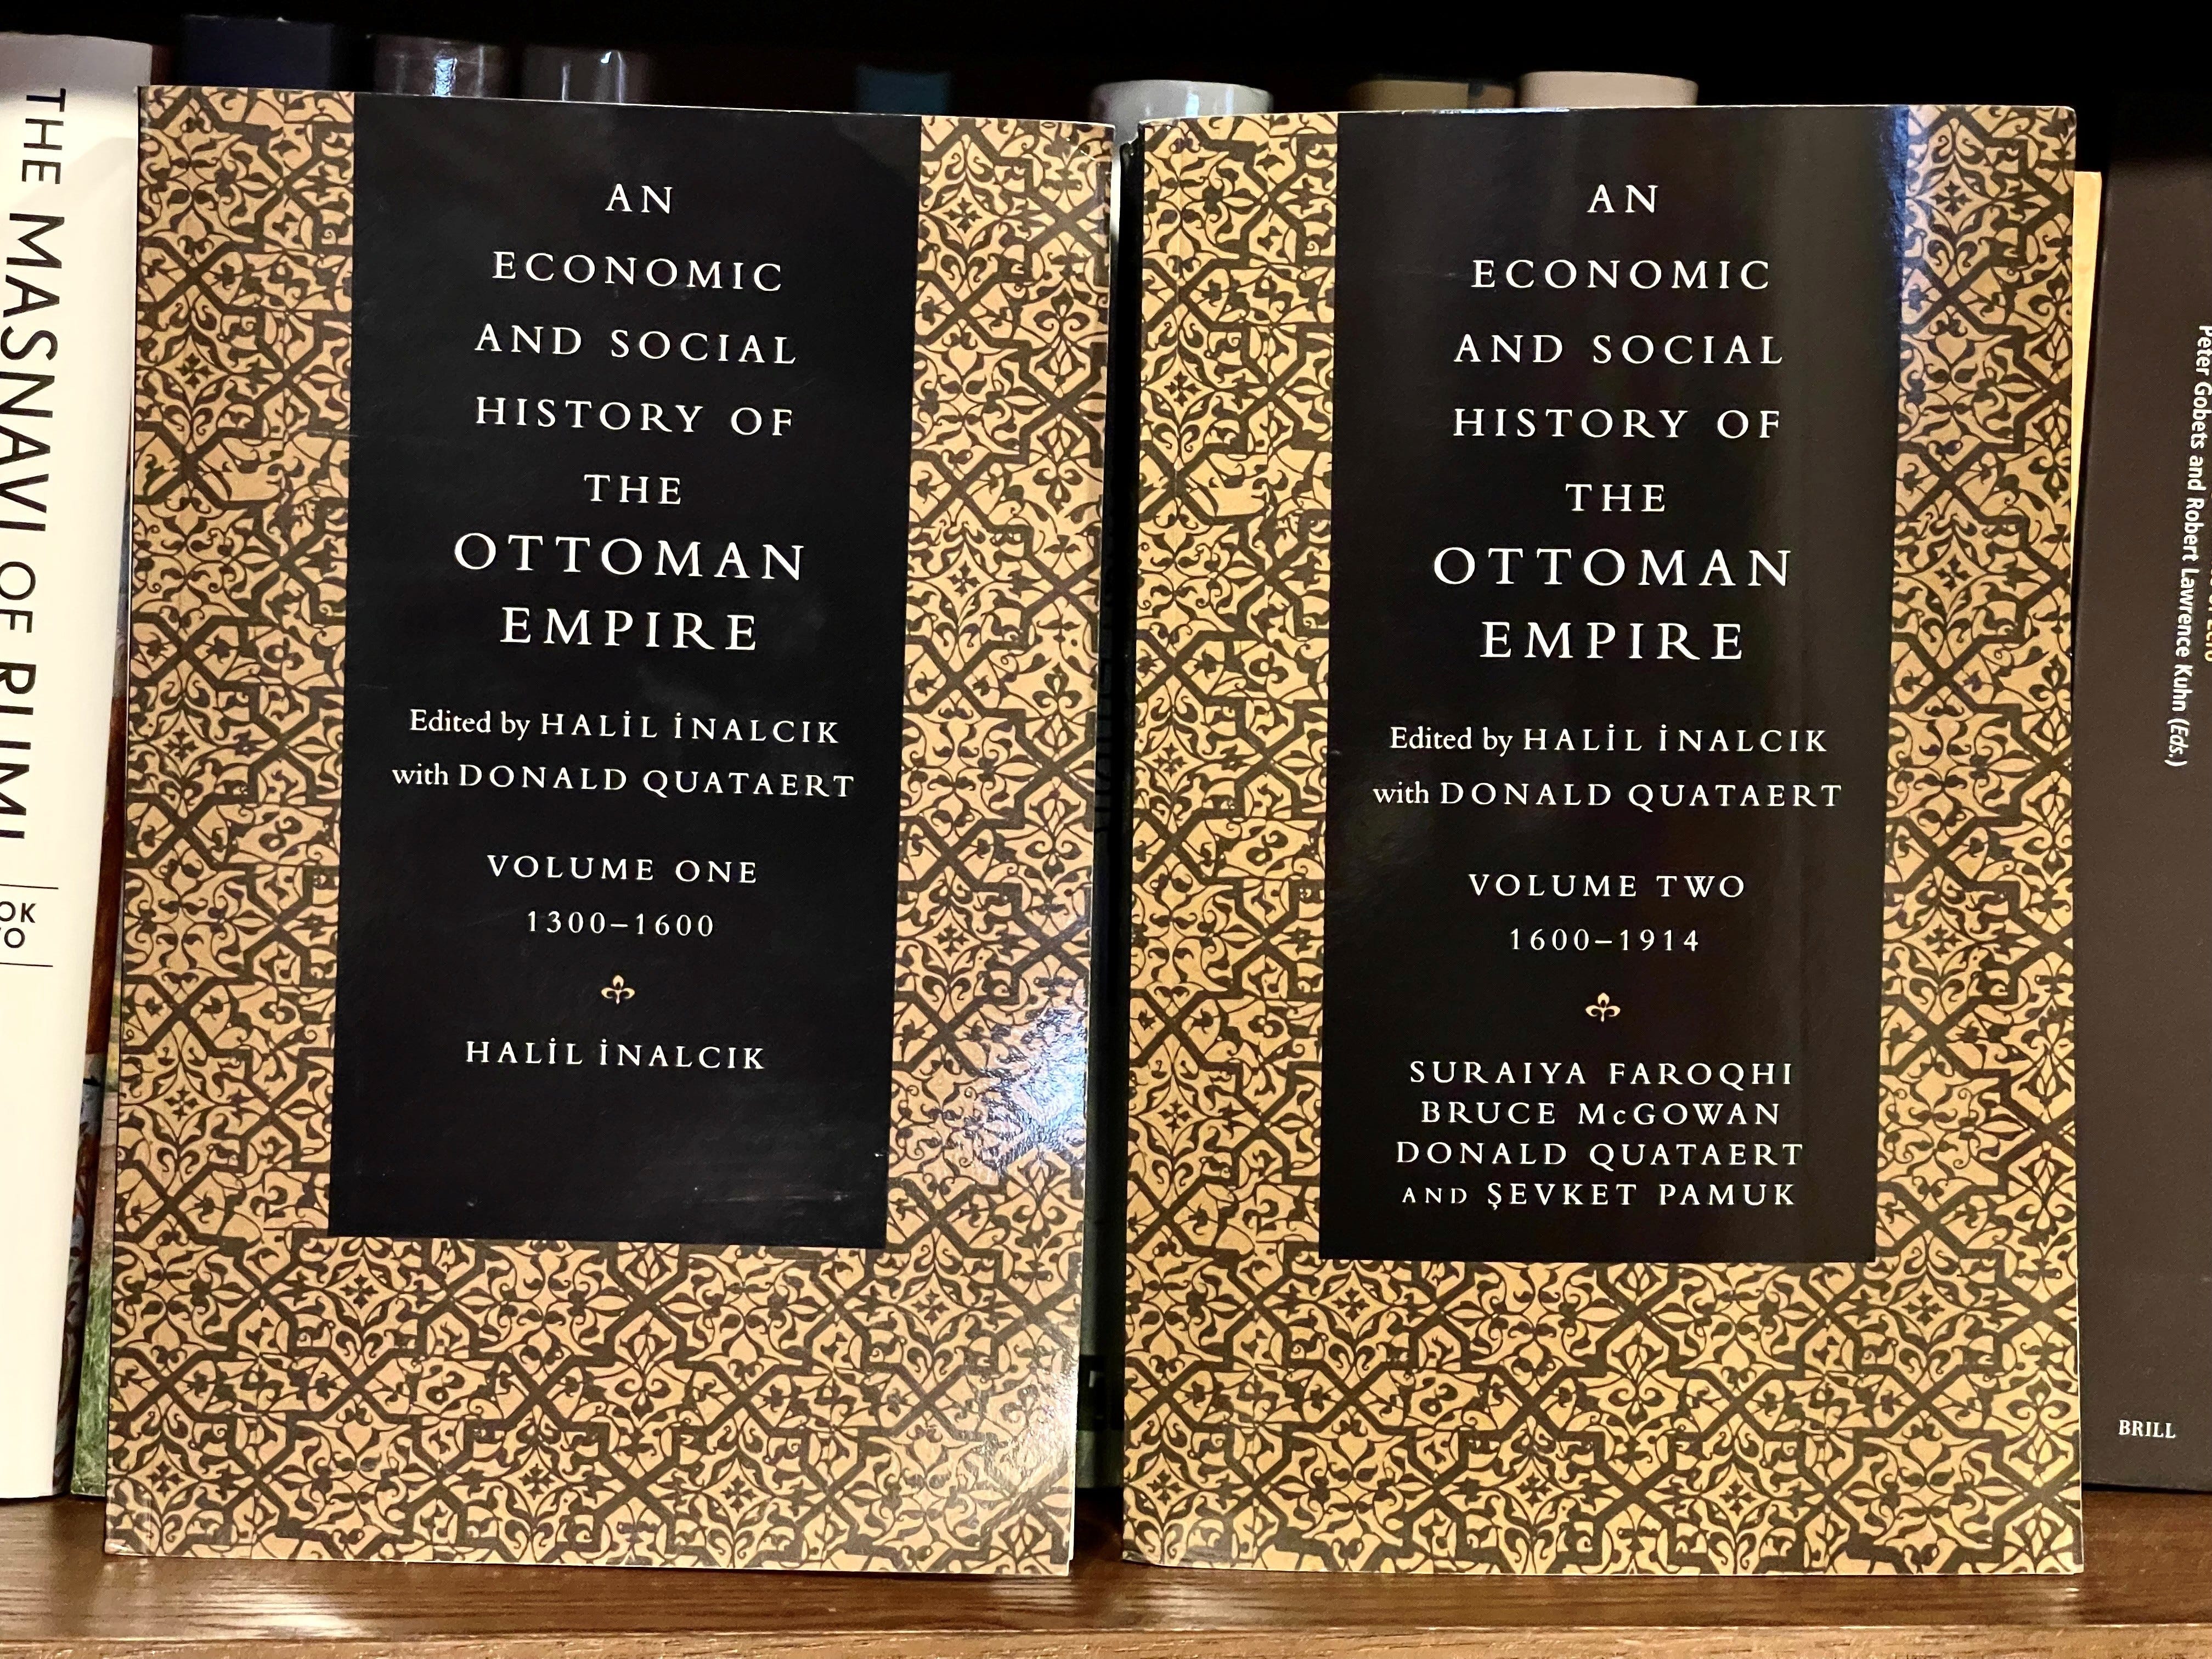 THE MASNAVI OF RUMI
AN
ECONOMIC
AND SOCIAL
HISTORY OF
THE
OTTOMAN
EMPIRE
Edited by HALİL İNALCIK
with DONALD QUATAERT
VOLUME ONE
1300–1600
HALİL İNALCIK
AN
ECONOMIC
AND SOCIAL
HISTORY OF
THE
OTTOMAN
EMPIRE
Edited by HALİL İNALCIK
with DONALD QUATAERT
VOLUME TWO
1600–1914
SURAIYA FAROQHI
BRUCE McGOWAN
DONALD QUATAERT
AND ŞEVKET PAMUK
Peter Gobbets and Robert Lawrence Kuhn (Eds.)
BRILL